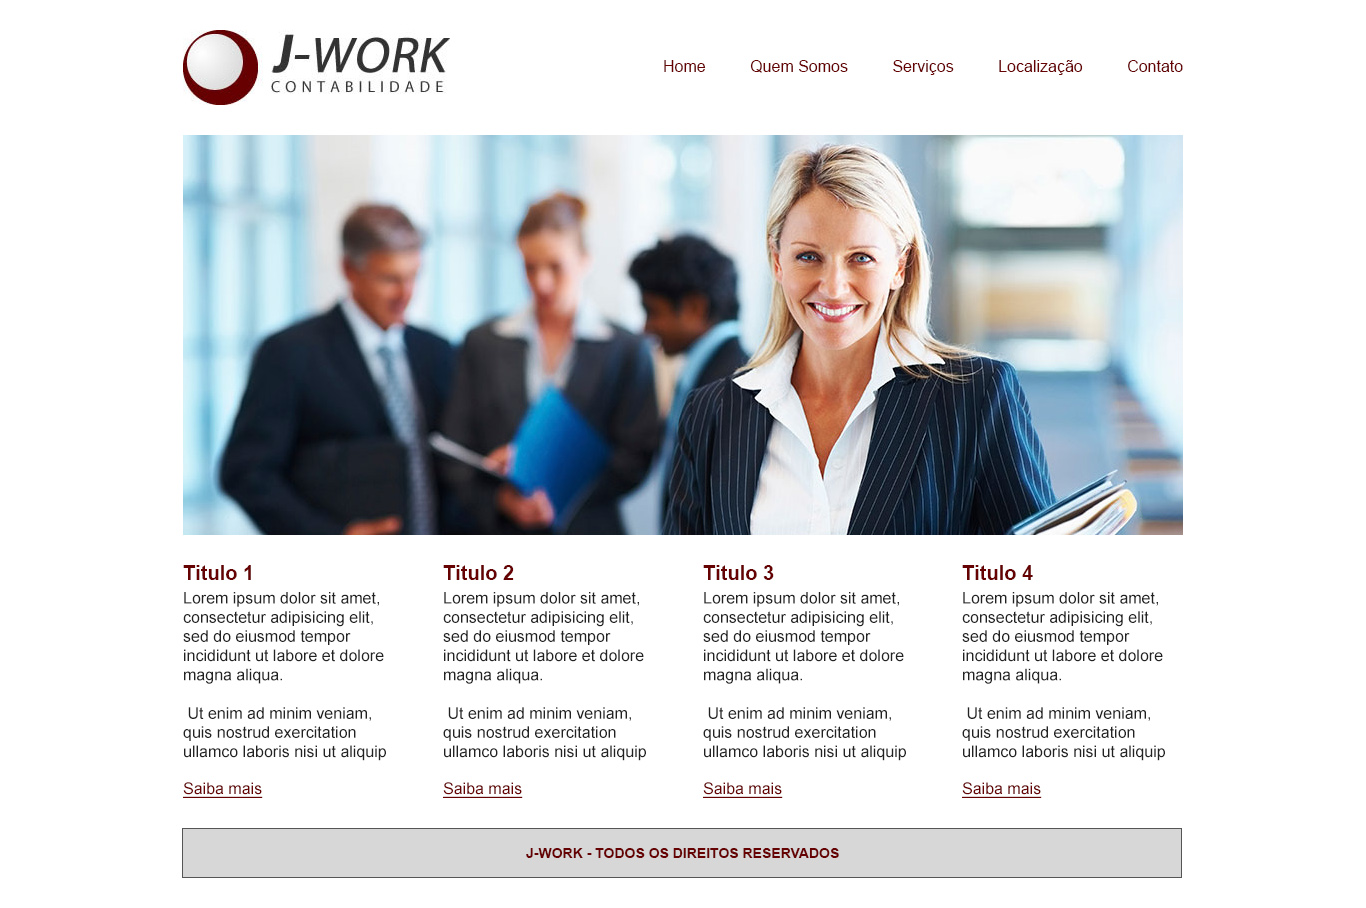 J-WORK
CONTABILIDADE
Home Quem Somos Serviços Localização Contato
Titulo 1
Lorem ipsum dolor sit amet,
consectetur adipisicing elit,
sed do eiusmod tempor
incididunt ut labore et dolore
magna aliqua.
Ut enim ad minim veniam,
quis nostrud exercitation
ullamco laboris nisi ut aliquip
Saiba mais
Titulo 2
Lorem ipsum dolor sit amet,
consectetur adipisicing elit,
sed do eiusmod tempor
incididunt ut labore et dolore
magna aliqua.
Ut enim ad minim veniam,
quis nostrud exercitation
ullamco laboris nisi ut aliquip
Saiba mais
Titulo 3
Lorem ipsum dolor sit amet,
consectetur adipisicing elit,
sed do eiusmod tempor
incididunt ut labore et dolore
magna aliqua.
Ut enim ad minim veniam,
quis nostrud exercitation
ullamco laboris nisi ut aliquip
Saiba mais
Titulo 4
Lorem ipsum dolor sit amet,
consectetur adipisicing elit,
sed do eiusmod tempor
incididunt ut labore et dolore
magna aliqua.
Ut enim ad minim veniam,
quis nostrud exercitation
ullamco laboris nisi ut aliquip
Saiba mais
J-WORK - TODOS OS DIREITOS RESERVADOS